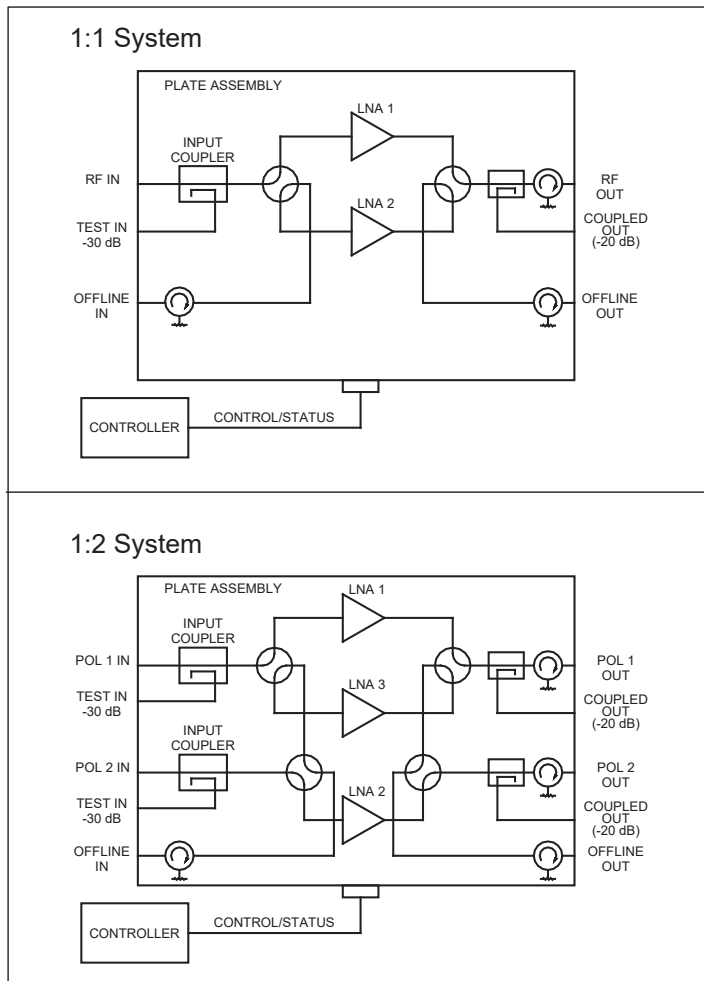 1:1 System
PLATE ASSEMBLY
LNA 1
INPUT
COUPLER
RF IN
RF
OUT
LNA 2
TEST IN
-30 dB
COUPLED
OUT
(-20 dB)
OFFLINE
IN
OFFLINE
OUT
CONTROLLER
CONTROL/STATUS
1:2 System
PLATE ASSEMBLY
LNA 1
INPUT
COUPLER
POL 1 IN
POL 1
OUT
LNA 3
TEST IN
-30 dB
COUPLED
OUT
(-20 dB)
INPUT
COUPLER
POL 2 IN
POL 2
OUT
LNA 2
TEST IN
-30 dB
COUPLED
OUT
(-20 dB)
OFFLINE
IN
OFFLINE
OUT
CONTROLLER
CONTROL/STATUS